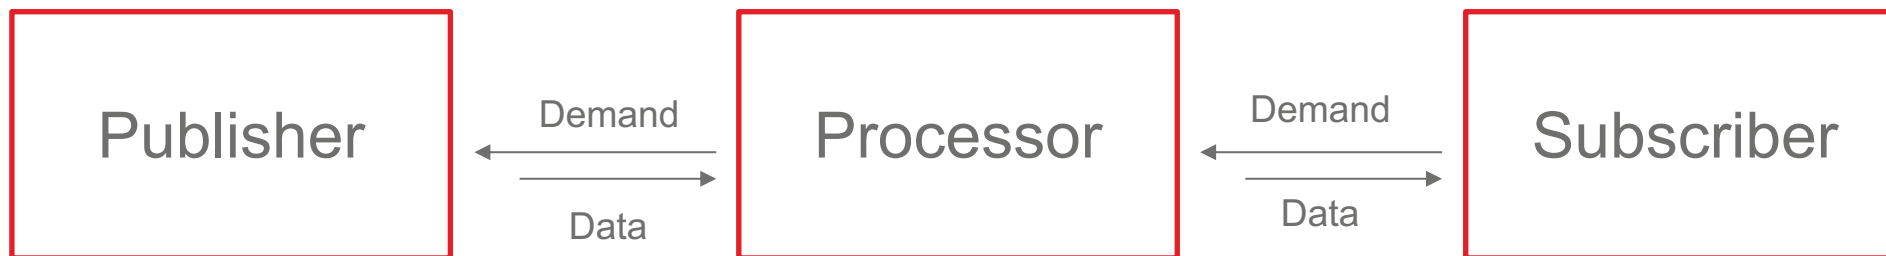 Publisher
Demand
Data
Processor
Demand
Data
Subscriber